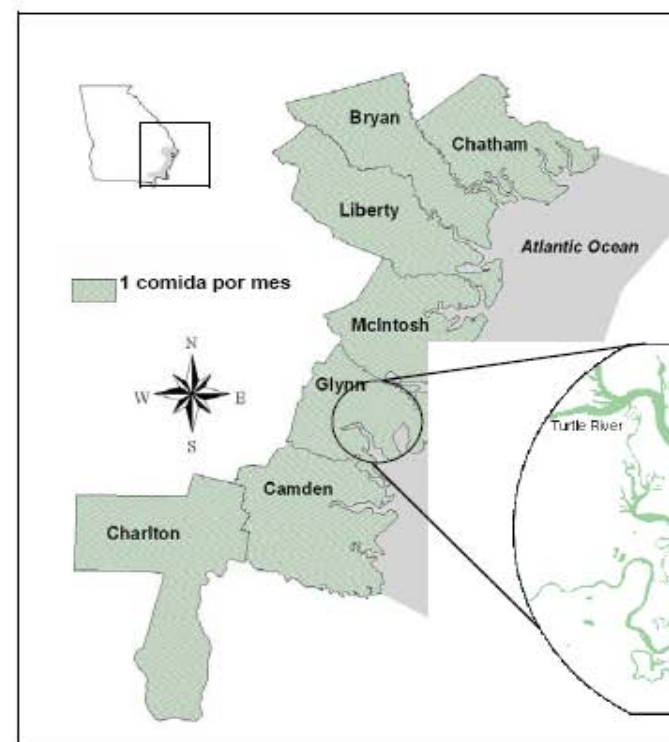 Bryan
Chatham
Liberty
Atlantic Ocean
1 comida por mes
McIntosh
N
W E
S
Glynn
Turtle River
Camden
Charlton